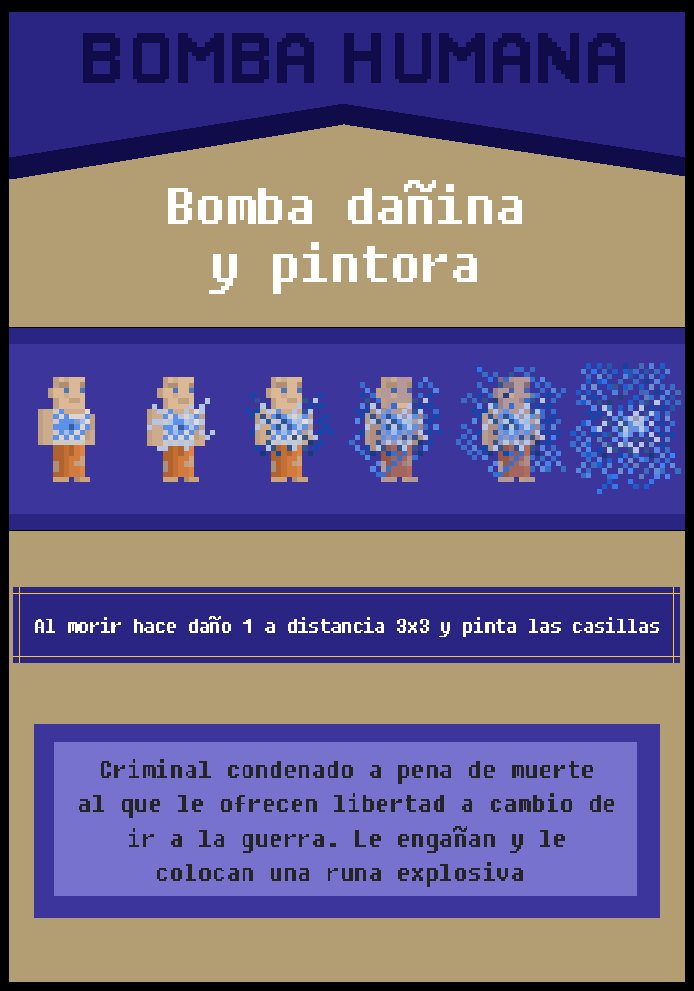 BOMBA HUMANA
Bomba dañina
y pintora
Al morir hace daño 1 a distancia 3x3 y pinta las casillas
Criminal condenado a pena de muerte
al que le ofrecen libertad a cambio de
ir a la guerra. Le engañan y le
colocan una runa explosiva